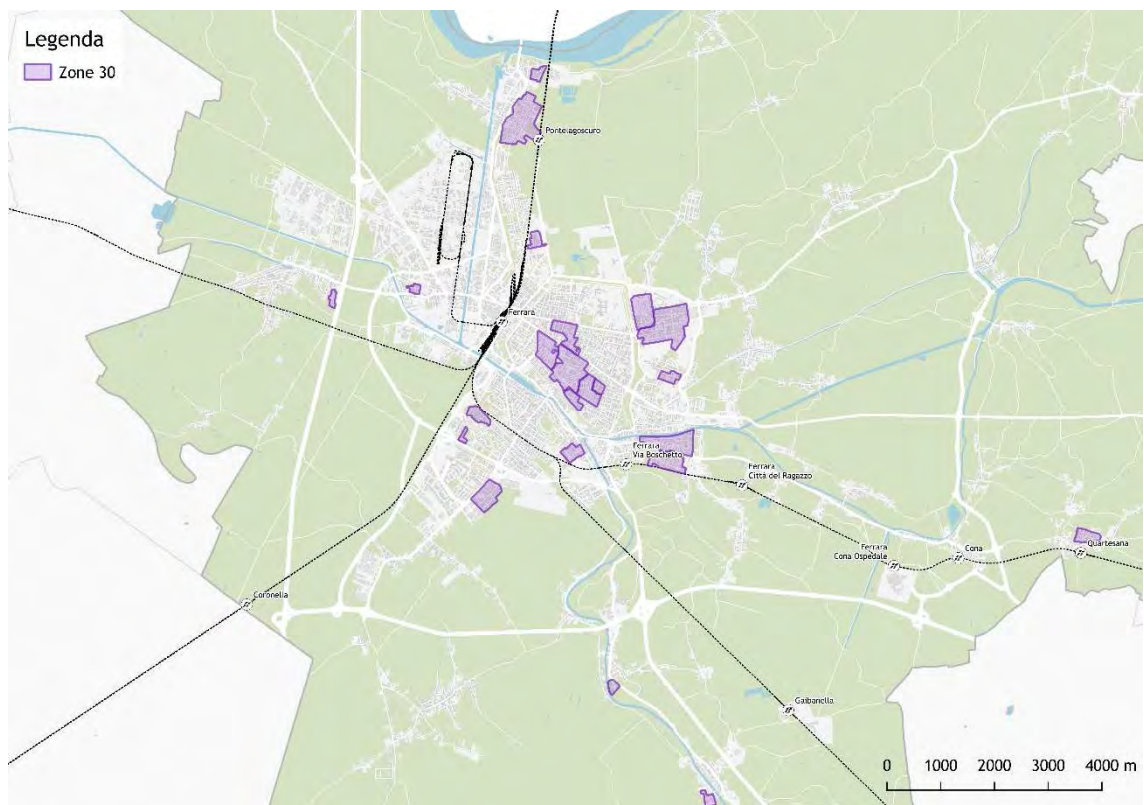 Legenda
Zone 30
Pontelagoscuro
Ferrara
Ferrara
Via Boschetto
Ferrara
Città del Ragazzo
Ferrara
Cona Ospedale
Cona
Quartesana
Coronella
Gaibanella
0 1000 2000 3000 4000 m